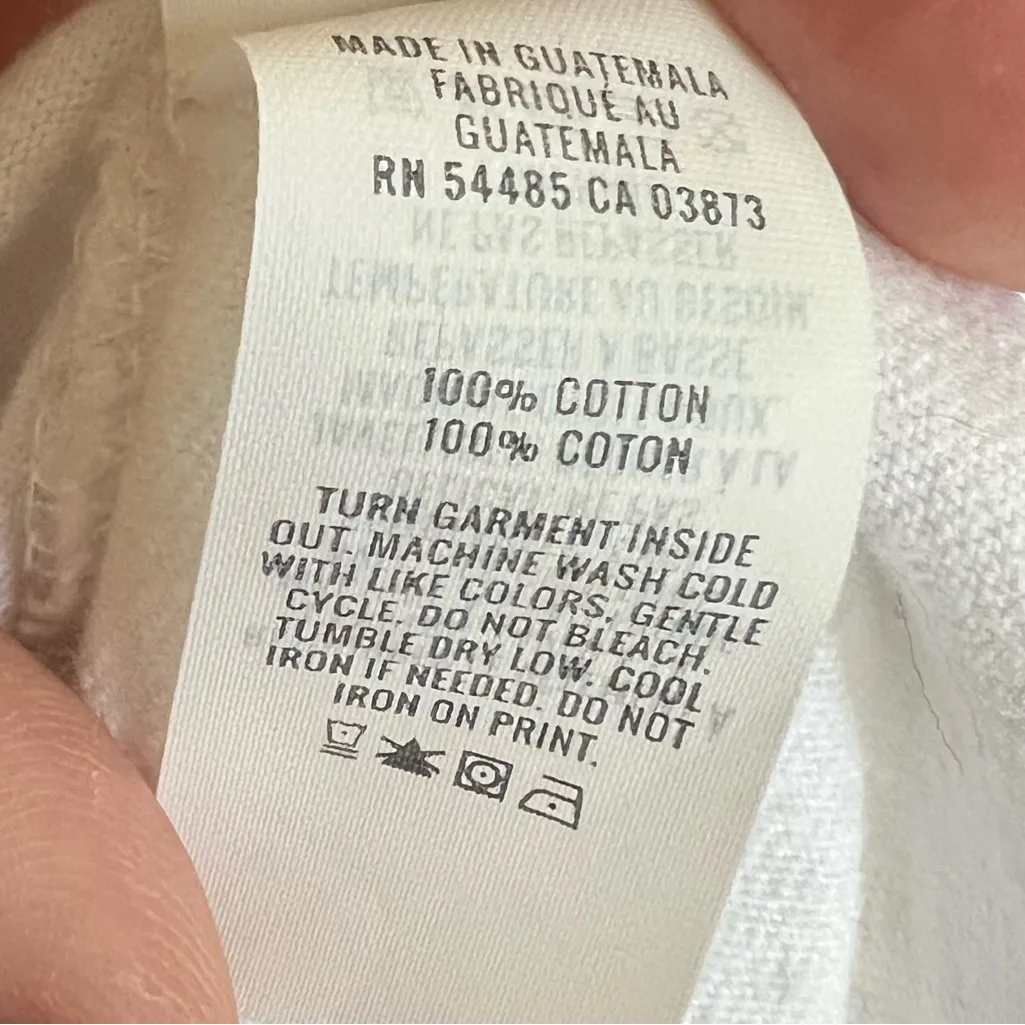 MADE IN GUATEMALA
FABRIQUÉ AU
GUATEMALA
RN 54485 CA 03873
100% COTTON
100% COTON
TURN GARMENT INSIDE
OUT. MACHINE WASH COLD
WITH LIKE COLORS, GENTLE
CYCLE. DO NOT BLEACH.
TUMBLE DRY LOW. COOL
IRON IF NEEDED. DO NOT
IRON ON PRINT.